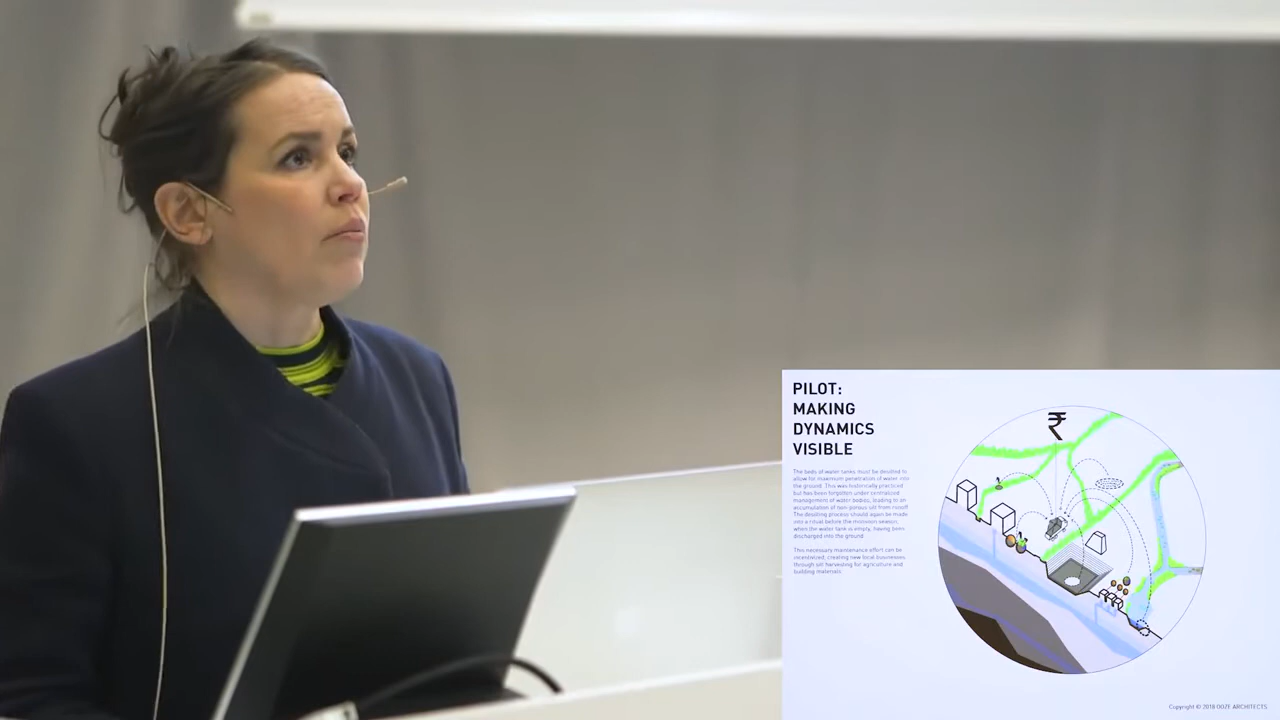 PILOT:
MAKING
DYNAMICS
VISIBLE
The beds of water tanks must be desilted to
allow for maximum penetration of water into
the ground. This was historically practiced
but has been forgotten under centralized
management of water bodies, leading to an
accumulation of non-porous silt from runoff.
The desilting process should again be made
into a ritual before the monsoon season,
when the water tank is empty, having been
discharged into the ground.
This necessary maintenance effort can be
incentivized, creating new local businesses
through silt harvesting for agriculture and
building materials.
₹
Copyright © 2018 OOZE ARCHITECTS